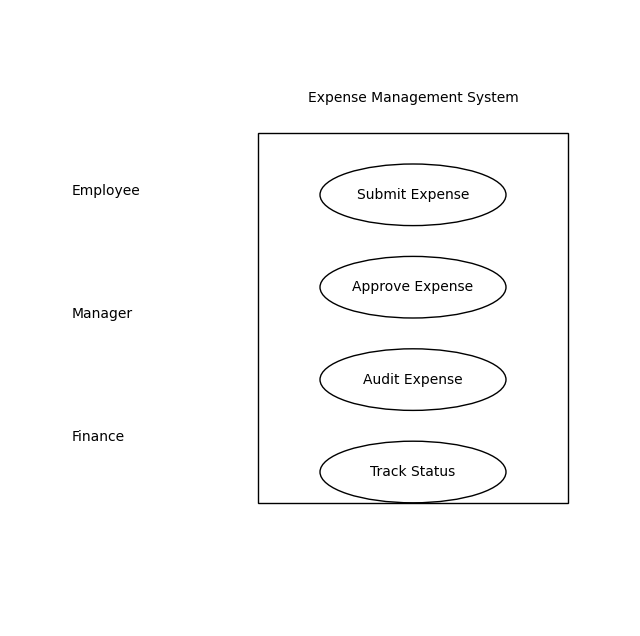 Expense Management System
Employee
Submit Expense
Approve Expense
Manager
Audit Expense
Finance
Track Status